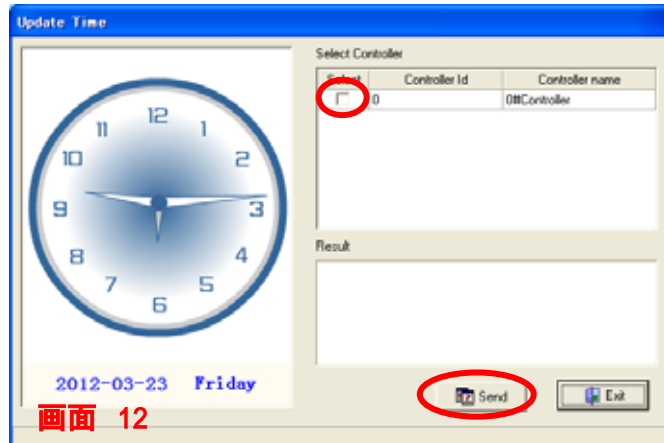 Update Time
Select Controller
Select Controller Id Controller name
0 0#Controller
12
1
2
3
4
5
6
7
8
9
10
11
Result
2012-03-23 Friday
Send Exit
画面 12